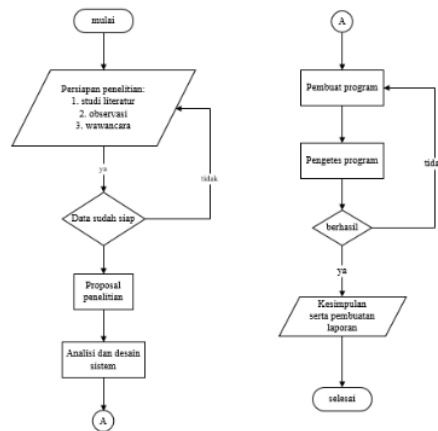 mulai
Persiapan penelitian:
1. studi literatur
2. observasi
3. wawancara
ya
tidak
Data sudah siap
Proposal
penelitian
Analisi dan desain
sistem
A
A
Pembuat program
Pengetes program
tida
berhasil
ya
Kesimpulan
serta pembuatan
laporan
selesai